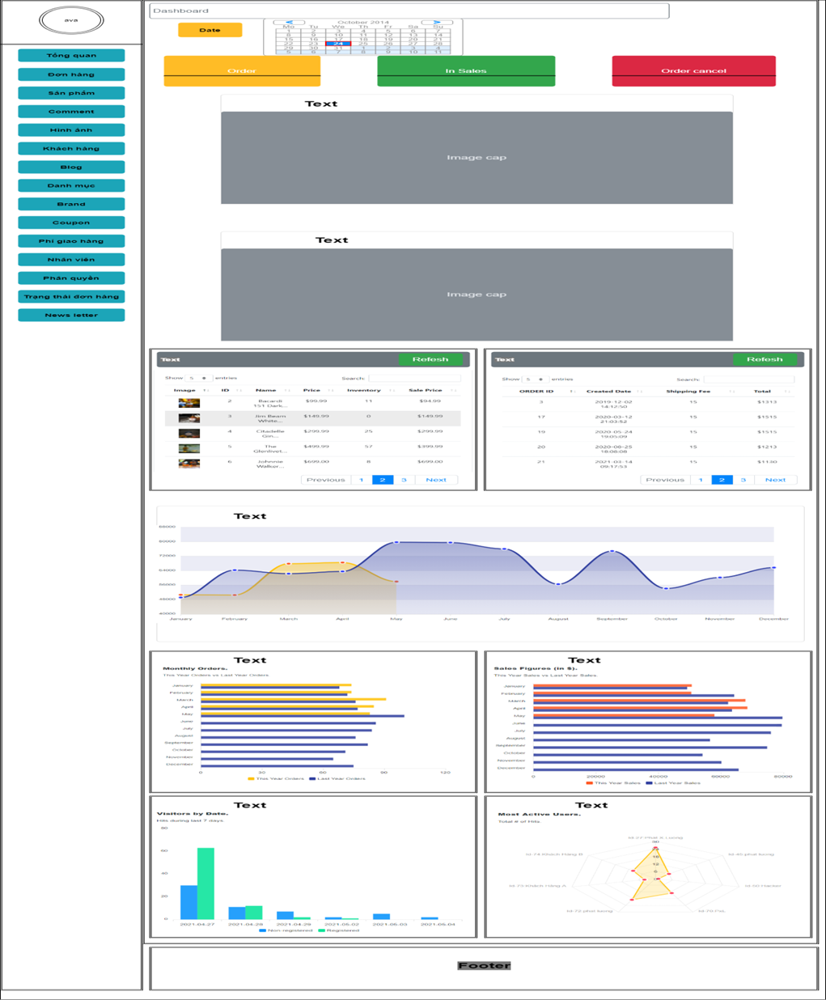 ava
Tổng quan
Đơn hàng
Sản phẩm
Comment
Hình ảnh
Khách hàng
Blog
Danh mục
Brand
Coupon
Phí giao hàng
Nhân viên
Phân quyền
Trạng thái đơn hàng
News letter
Dashboard
Date
< October 2014 >
Mo Tu We Th Fr Sa Su
1 2 3 4 5 6 7
8 9 10 11 12 13 14
15 16 17 18 19 20 21
22 23 24 25 26 27 28
29 30 31 1 2 3 4
5 6 7 8 9 10 11
Order
In Sales
Order cancel
Text
Image cap
Text
Image cap
Text Refesh
Show 5 entries Search:
Image ID Name Price Inventory Sale Price
2 Bacardi 151 Dark... $99.99 11 $94.99
3 Jim Beam White... $149.99 0 $149.99
4 Citadelle Gin... $299.99 25 $299.99
5 The Glenlivet... $499.99 57 $399.99
6 Johnnie Walker... $699.00 8 $699.00
Previous 1 2 3 Next
Text Refesh
Show 5 entries Search:
ORDER ID Created Date Shipping Fee Total
3 2019-12-02 14:12:50 15 $1313
17 2020-03-12 21:03:52 15 $1515
19 2020-05-24 19:05:09 15 $1515
20 2020-08-25 18:08:08 15 $1213
21 2021-03-14 09:17:53 15 $1130
Previous 1 2 3 Next
Text
88000
80000
72000
64000
56000
48000
40000
January February March April May June July August September October November December
Text
Monthly Orders.
This Year Orders vs Last Year Orders.
January
February
March
April
May
June
July
August
September
October
November
December
0 30 60 90 120
This Year Orders Last Year Orders
Text
Sales Figures (in $).
This Year Sales vs Last Year Sales.
January
February
March
April
May
June
July
August
September
October
November
December
0 20000 40000 60000 80000
This Year Sales Last Year Sales
Text
Visitors by Date.
Hits during last 7 days.
80
60
40
20
0
2021-04-27 2021-04-28 2021-04-29 2021-05-02 2021-05-03 2021-05-04
Non registered Registered
Text
Most Active Users.
Total # of Hits.
30
18
12
6
0
Id-74 Khách Hàng B
Id-45 phát lương
Id-73 Khách Hàng A
Id-50 Hacker
Id-72 phát lương
Footer